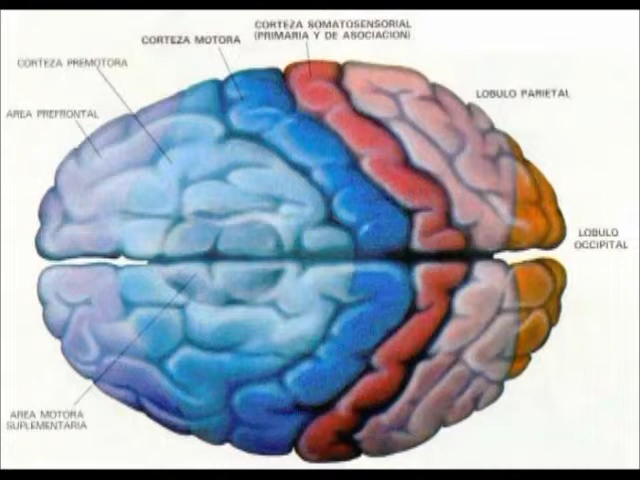 CORTEZA SOMATOSENSORIAL
(PRIMARIA Y DE ASOCIACION)
CORTEZA MOTORA
CORTEZA PREMOTORA
AREA PREFRONTAL
LOBULO PARIETAL
LOBULO
OCCIPITAL
AREA MOTORA
SUPLEMENTARIA